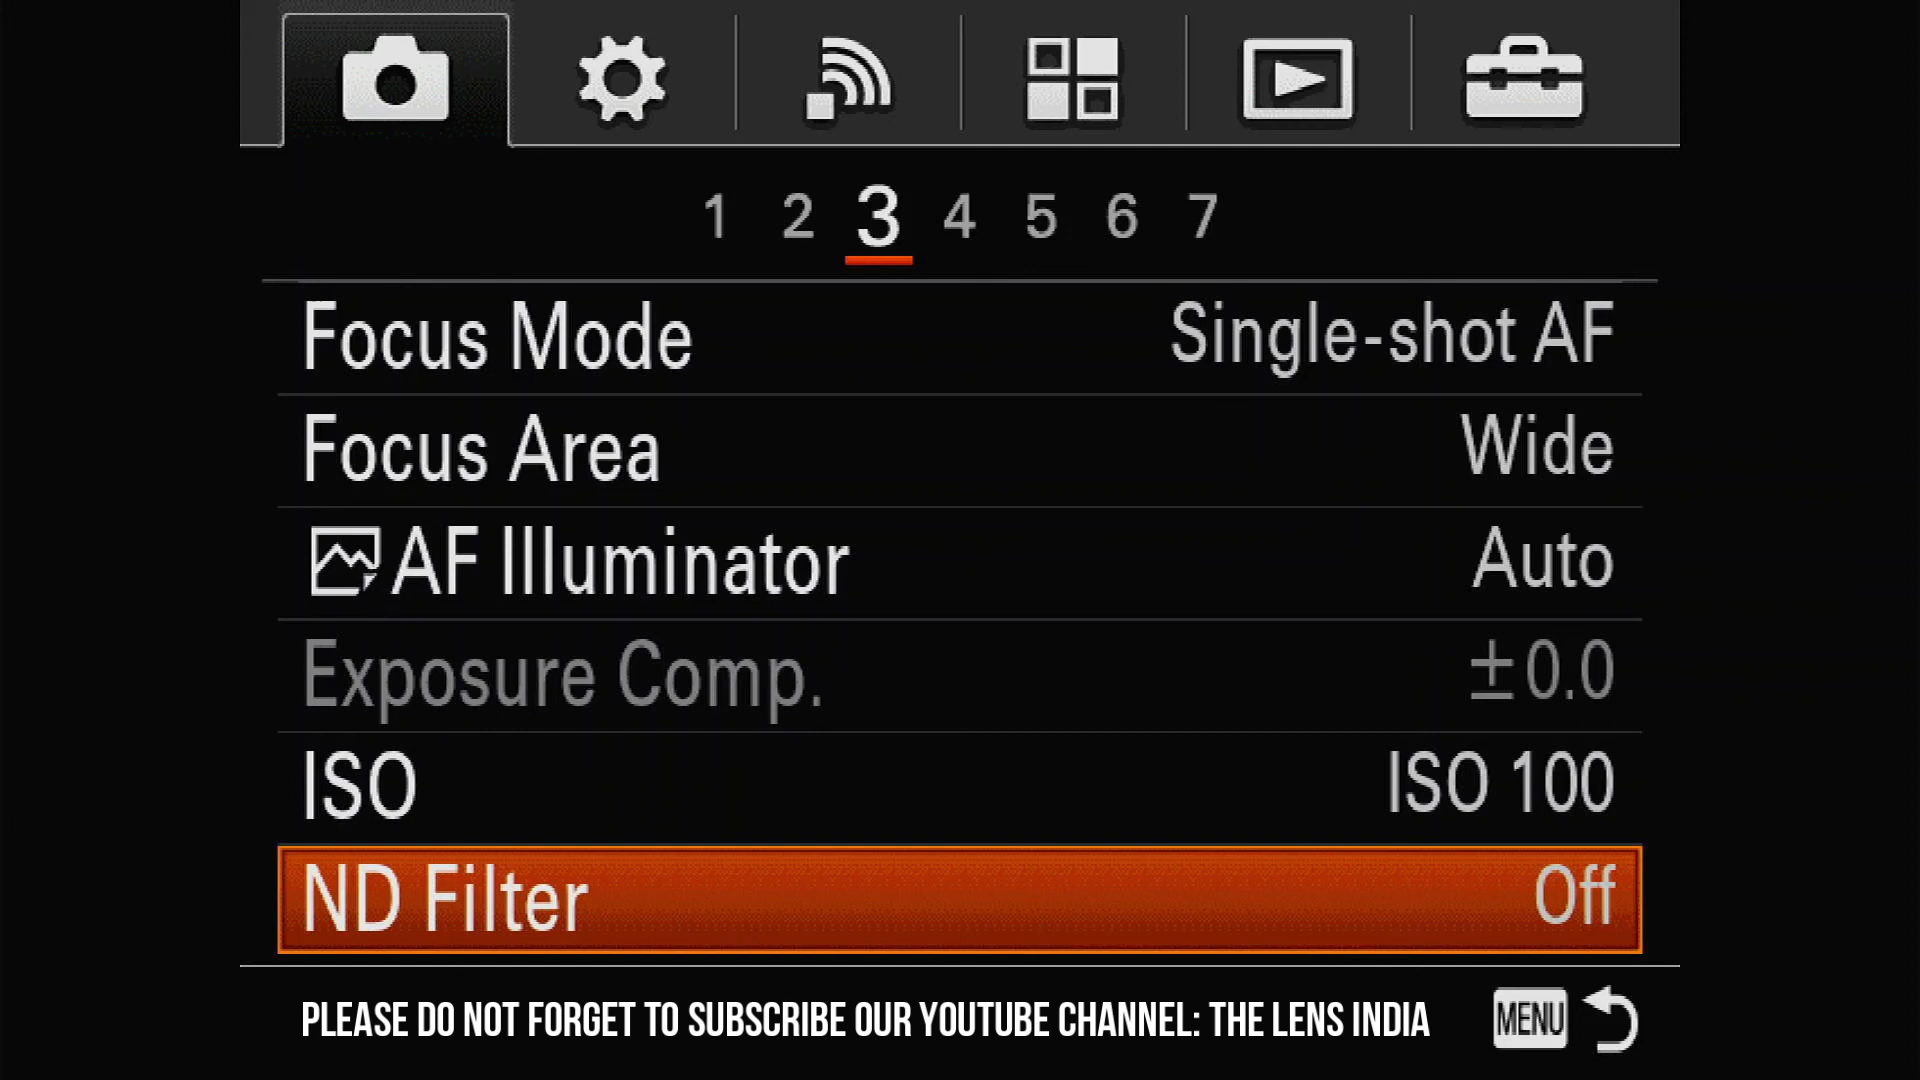 1 2 3 4 5 6 7
Focus Mode Single-shot AF
Focus Area Wide
AF Illuminator Auto
Exposure Comp. ±0.0
ISO ISO 100
ND Filter Off
PLEASE DO NOT FORGET TO SUBSCRIBE OUR YOUTUBE CHANNEL: THE LENS INDIA MENU